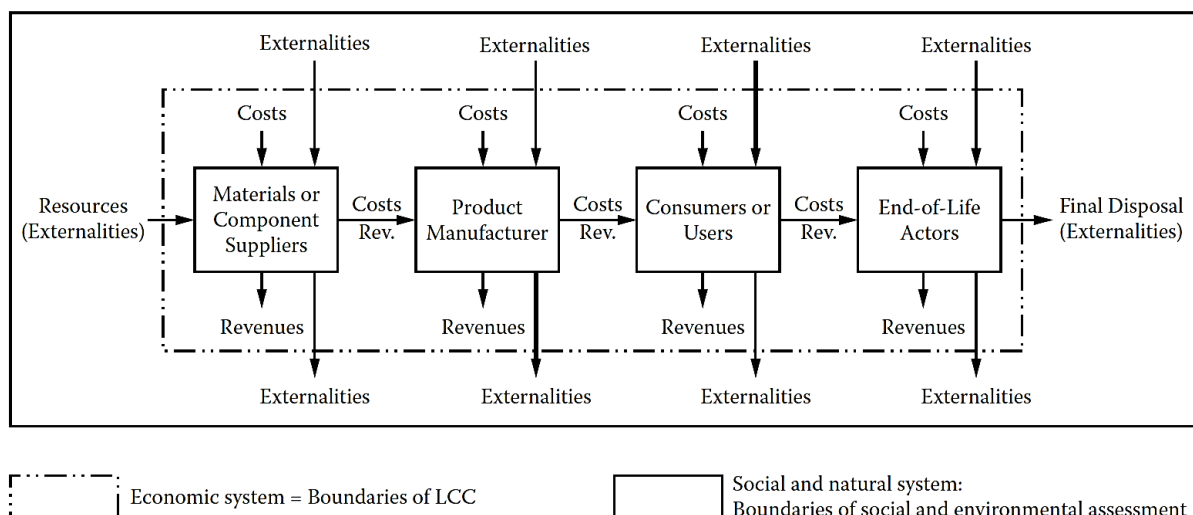 Externalities
Externalities
Externalities
Externalities
Costs
Costs
Costs
Costs
Resources
(Externalities)
Materials or
Component
Suppliers
Costs
Rev.
Product
Manufacturer
Costs
Rev.
Consumers or
Users
Costs
Rev.
End-of-Life
Actors
Final Disposal
(Externalities)
Revenues
Revenues
Revenues
Revenues
Externalities
Externalities
Externalities
Externalities
Economic system = Boundaries of LCC
Social and natural system:
Boundaries of social and environmental assessment